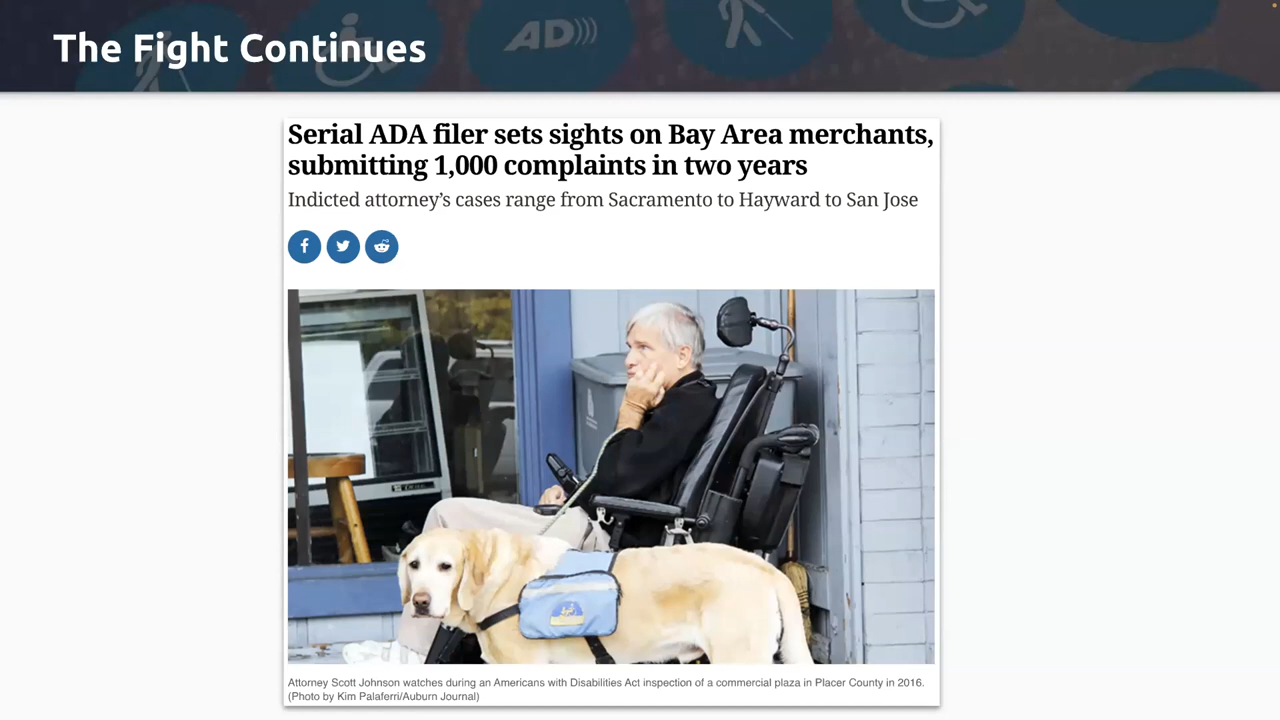 The Fight Continues
AD
Serial ADA filer sets sights on Bay Area merchants,
submitting 1,000 complaints in two years
Indicted attorney's cases range from Sacramento to Hayward to San Jose
Attorney Scott Johnson watches during an Americans with Disabilities Act inspection of a commercial plaza in Placer County in 2016.
(Photo by Kim Palaferri/Auburn Journal)